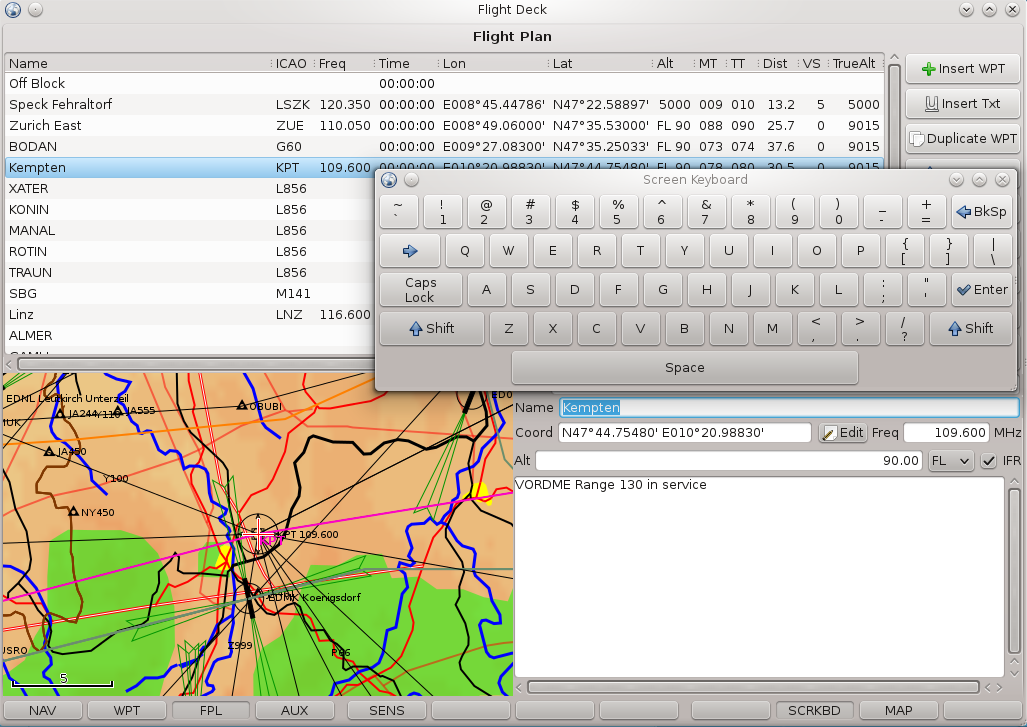 Flight Deck
Flight Plan
Name ICAO Freq Time Lon Lat Alt MT TT Dist VS TrueAlt
Off Block 00:00:00
Speck Fehraltorf LSZK 120.350 00:00:00 E008°45.44786' N47°22.58897' 5000 009 010 13.2 5 5000
Zurich East ZUE 110.050 00:00:00 E008°49.06000' N47°35.53000' FL 90 088 090 25.7 0 9015
BODAN G60 00:00:00 E009°27.08300' N47°35.25033' FL 90 073 074 37.6 0 9015
Kempten KPT 109.600 00:00:00 E010°20.98830' N47°44.75480' FL 90 078 080 30.5 0 9015
XATER L856
KONIN L856
MANAL L856
ROTIN L856
TRAUN L856
SBG M141
Linz LNZ 116.600
ALMER
Insert WPT
Insert Txt
Duplicate WPT
Screen Keyboard
~ ! @ # $ % ^ & * ( ) _ +
` 1 2 3 4 5 6 7 8 9 0 - = BkSp
Q W E R T Y U I O P { [ } ] | \
Caps Lock A S D F G H J K L : ; " ' Enter
Shift Z X C V B N M < , > . / ? Shift
Space
EDNL Leutkirch Unterzeil
JA244 Y110 JA555
OBUBI
MUK
JA450
Y100
NY450
KPT 109.600
EDMK Koenigsdorf
Z999
P66
USRO
5
Name Kempten
Coord N47°44.75480' E010°20.98830' Edit Freq 109.600 MHz
Alt 90.00 FL IFR
VORDME Range 130 in service
NAV WPT FPL AUX SENS SCRKBD MAP